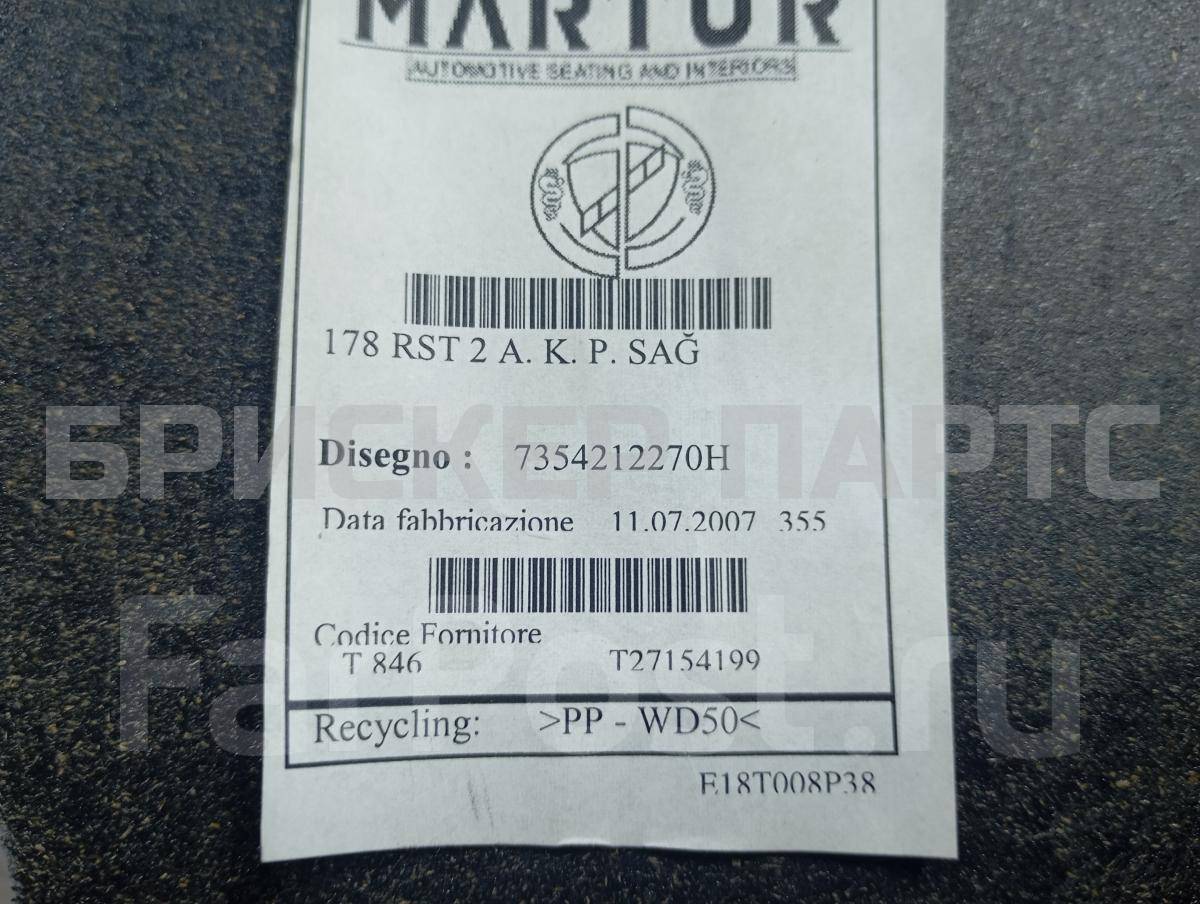 MARTUR
AUTOMOTIVE SEATING AND INTERIORS
178 RST 2 A. K. P. SAĞ
БРИСКЕР ПАРТС
Disegno : 7354212270H
Data fabbricazione 11.07.2007 355
FarPost.ru
Codice Fornitore
T 846 T27154199
Recycling: >PP - WD50<
E18T008P38